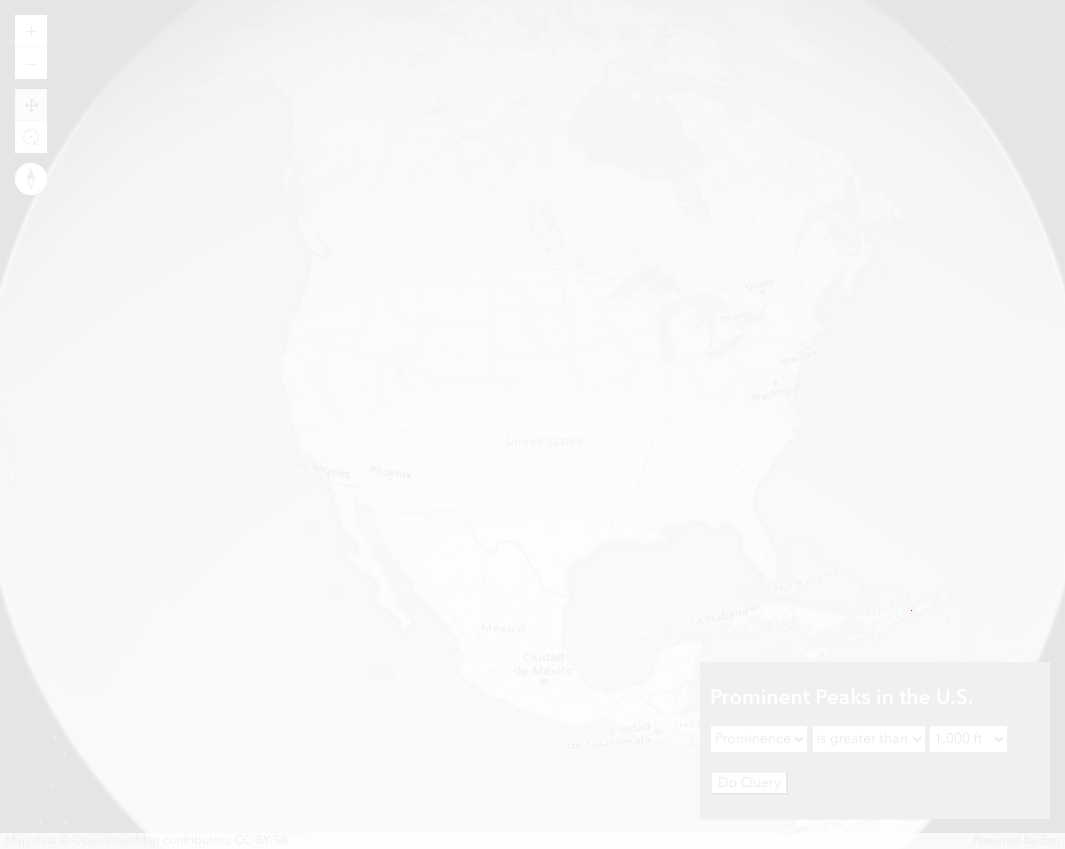 Ottawa
Toronto
New York
Washington
United States
Los Angeles
Phoenix
The Bahamas
La Habana
Cuba
México
Ciudad
de México
Ciudad
de Guatemala
Prominent Peaks in the U.S.
Prominence is greater than 1,000 ft
Do Query
Map data © OpenStreetMap contributors, CC-BY-SA
Powered by Esri